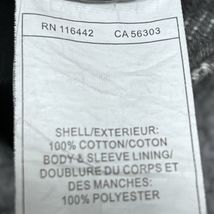 RN 116442 CA 56303
SHELL/EXTERIEUR:
100% COTTON/COTON
BODY & SLEEVE LINING/
DOUBLURE DU CORPS ET
DES MANCHES:
100% POLYESTER